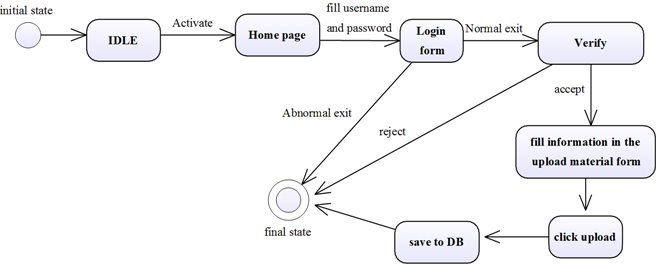 initial state
IDLE
Activate
Home page
fill username
and password
Login
form
Normal exit
Verify
Abnormal exit
reject
accept
fill information in the
upload material form
click upload
save to DB
final state